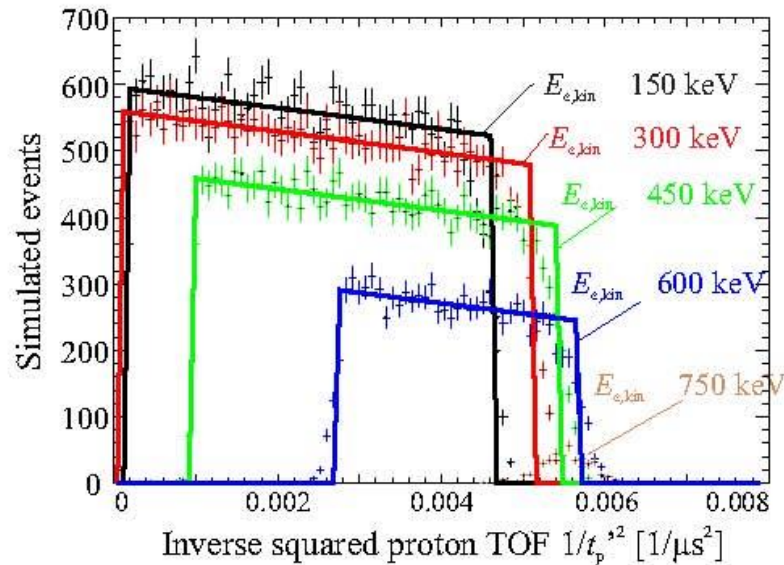 700
600
500
400
300
200
100
0
Simulated events
E_e,kin 150 keV
E_e,kin 300 keV
E_e,kin 450 keV
E_e,kin 600 keV
E_e,kin 750 keV
0 0.002 0.004 0.006 0.008
Inverse squared proton TOF 1/t_p'^2 [1/μs^2]